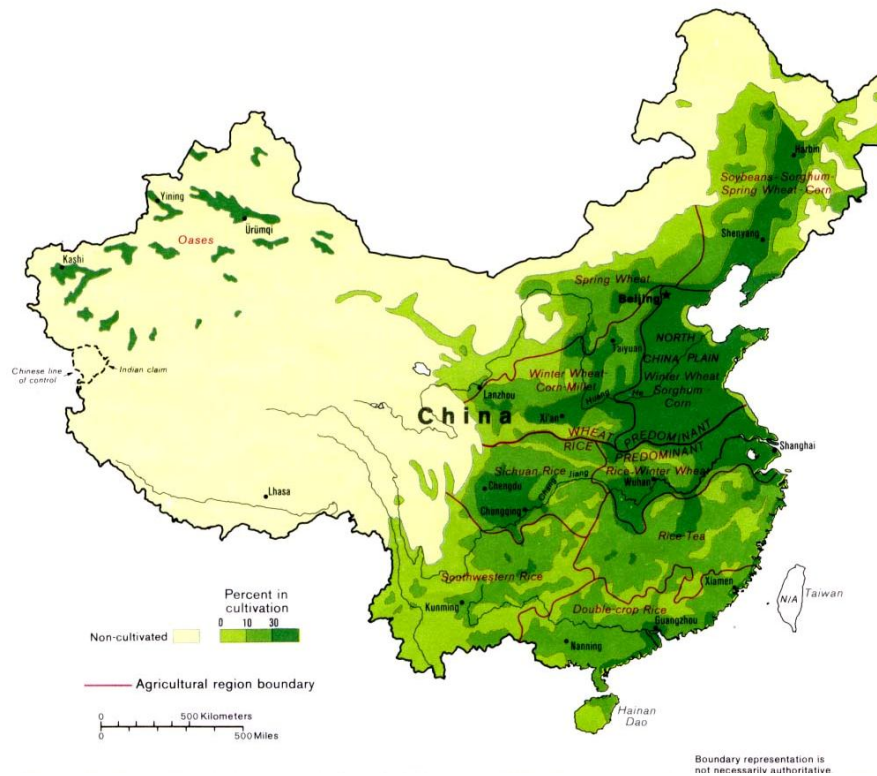 Harbin
Soybeans-Sorghum-
Spring Wheat-Corn
Yining
Ürümqi
Oases
Shenyang
Kashi
Spring Wheat
Beijing
Taiyuan
NORTH
CHINA PLAIN
Chinese line
of control
Indian claim
Winter Wheat-
Corn-Millet
Winter Wheat
Sorghum
Corn
Lanzhou
Huang
He
China
Xi'an
WHEAT PREDOMINANT
RICE PREDOMINANT
Shanghai
Sichuan Rice
Rice-Winter Wheat
Chang Jiang
Wuhan
Chengdu
Lhasa
Chongqing
Rice Tea
Southwestern Rice
Xiamen
N/A
Taiwan
Percent in
cultivation
Kunming
Double-crop Rice
Guangzhou
0 10 30
Non-cultivated
Nanning
Agricultural region boundary
Hainan
Dao
0 500 Kilometers
0 500 Miles
Boundary representation is
not necessarily authoritative